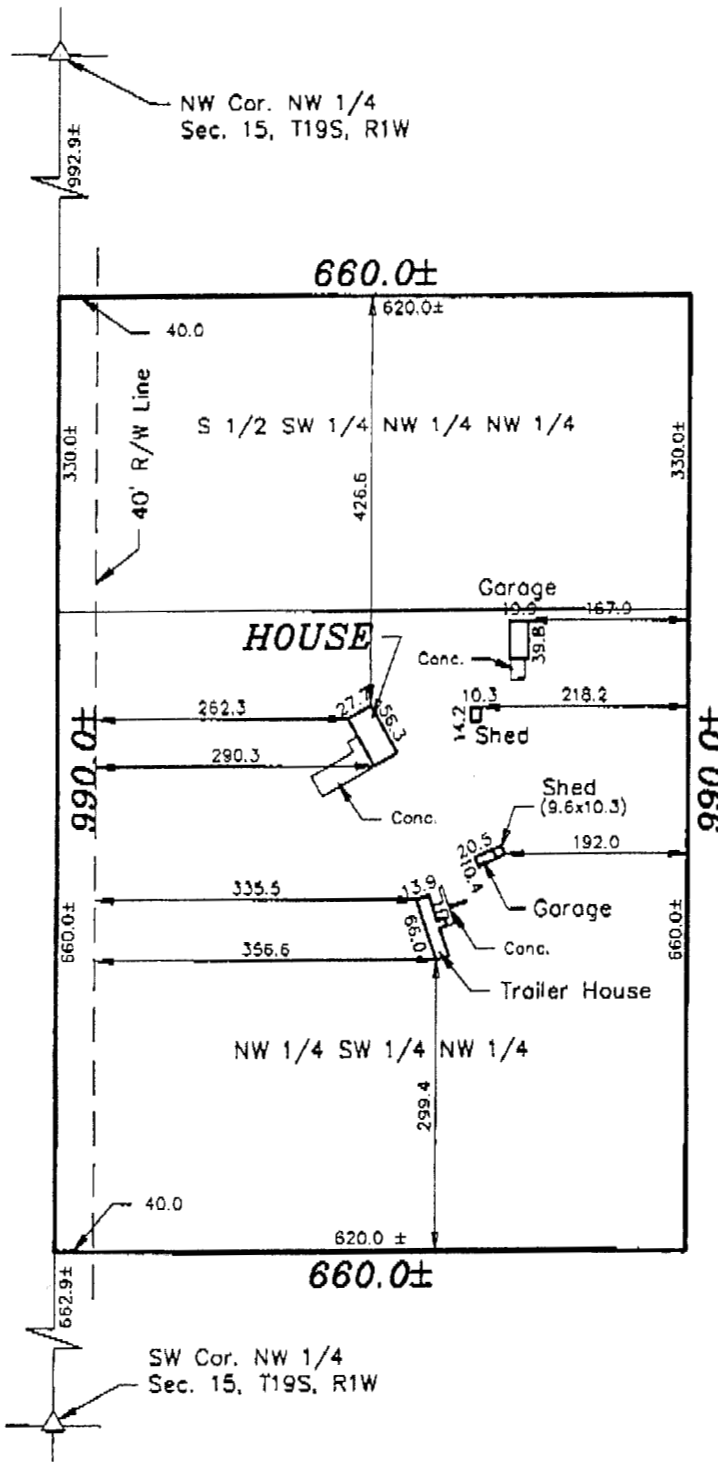 NW Cor. NW 1/4
Sec. 15, T19S, R1W
992.9±
660.0±
620.0±
40.0
40' R/W Line
S 1/2 SW 1/4 NW 1/4 NW 1/4
330.0±
330.0±
426.6
Garage
19.9
167.9
39.8
Conc.
HOUSE
262.3
27.7
56.3
10.3
218.2
14.2
Shed
290.3
Conc.
990.0±
990.0±
Shed
(9.6x10.3)
20.5
192.0
10.4
Garage
335.5
13.9
66.0
Conc.
356.6
Trailer House
660.0±
660.0±
NW 1/4 SW 1/4 NW 1/4
299.4
40.0
620.0 ±
660.0±
662.9±
SW Cor. NW 1/4
Sec. 15, T19S, R1W